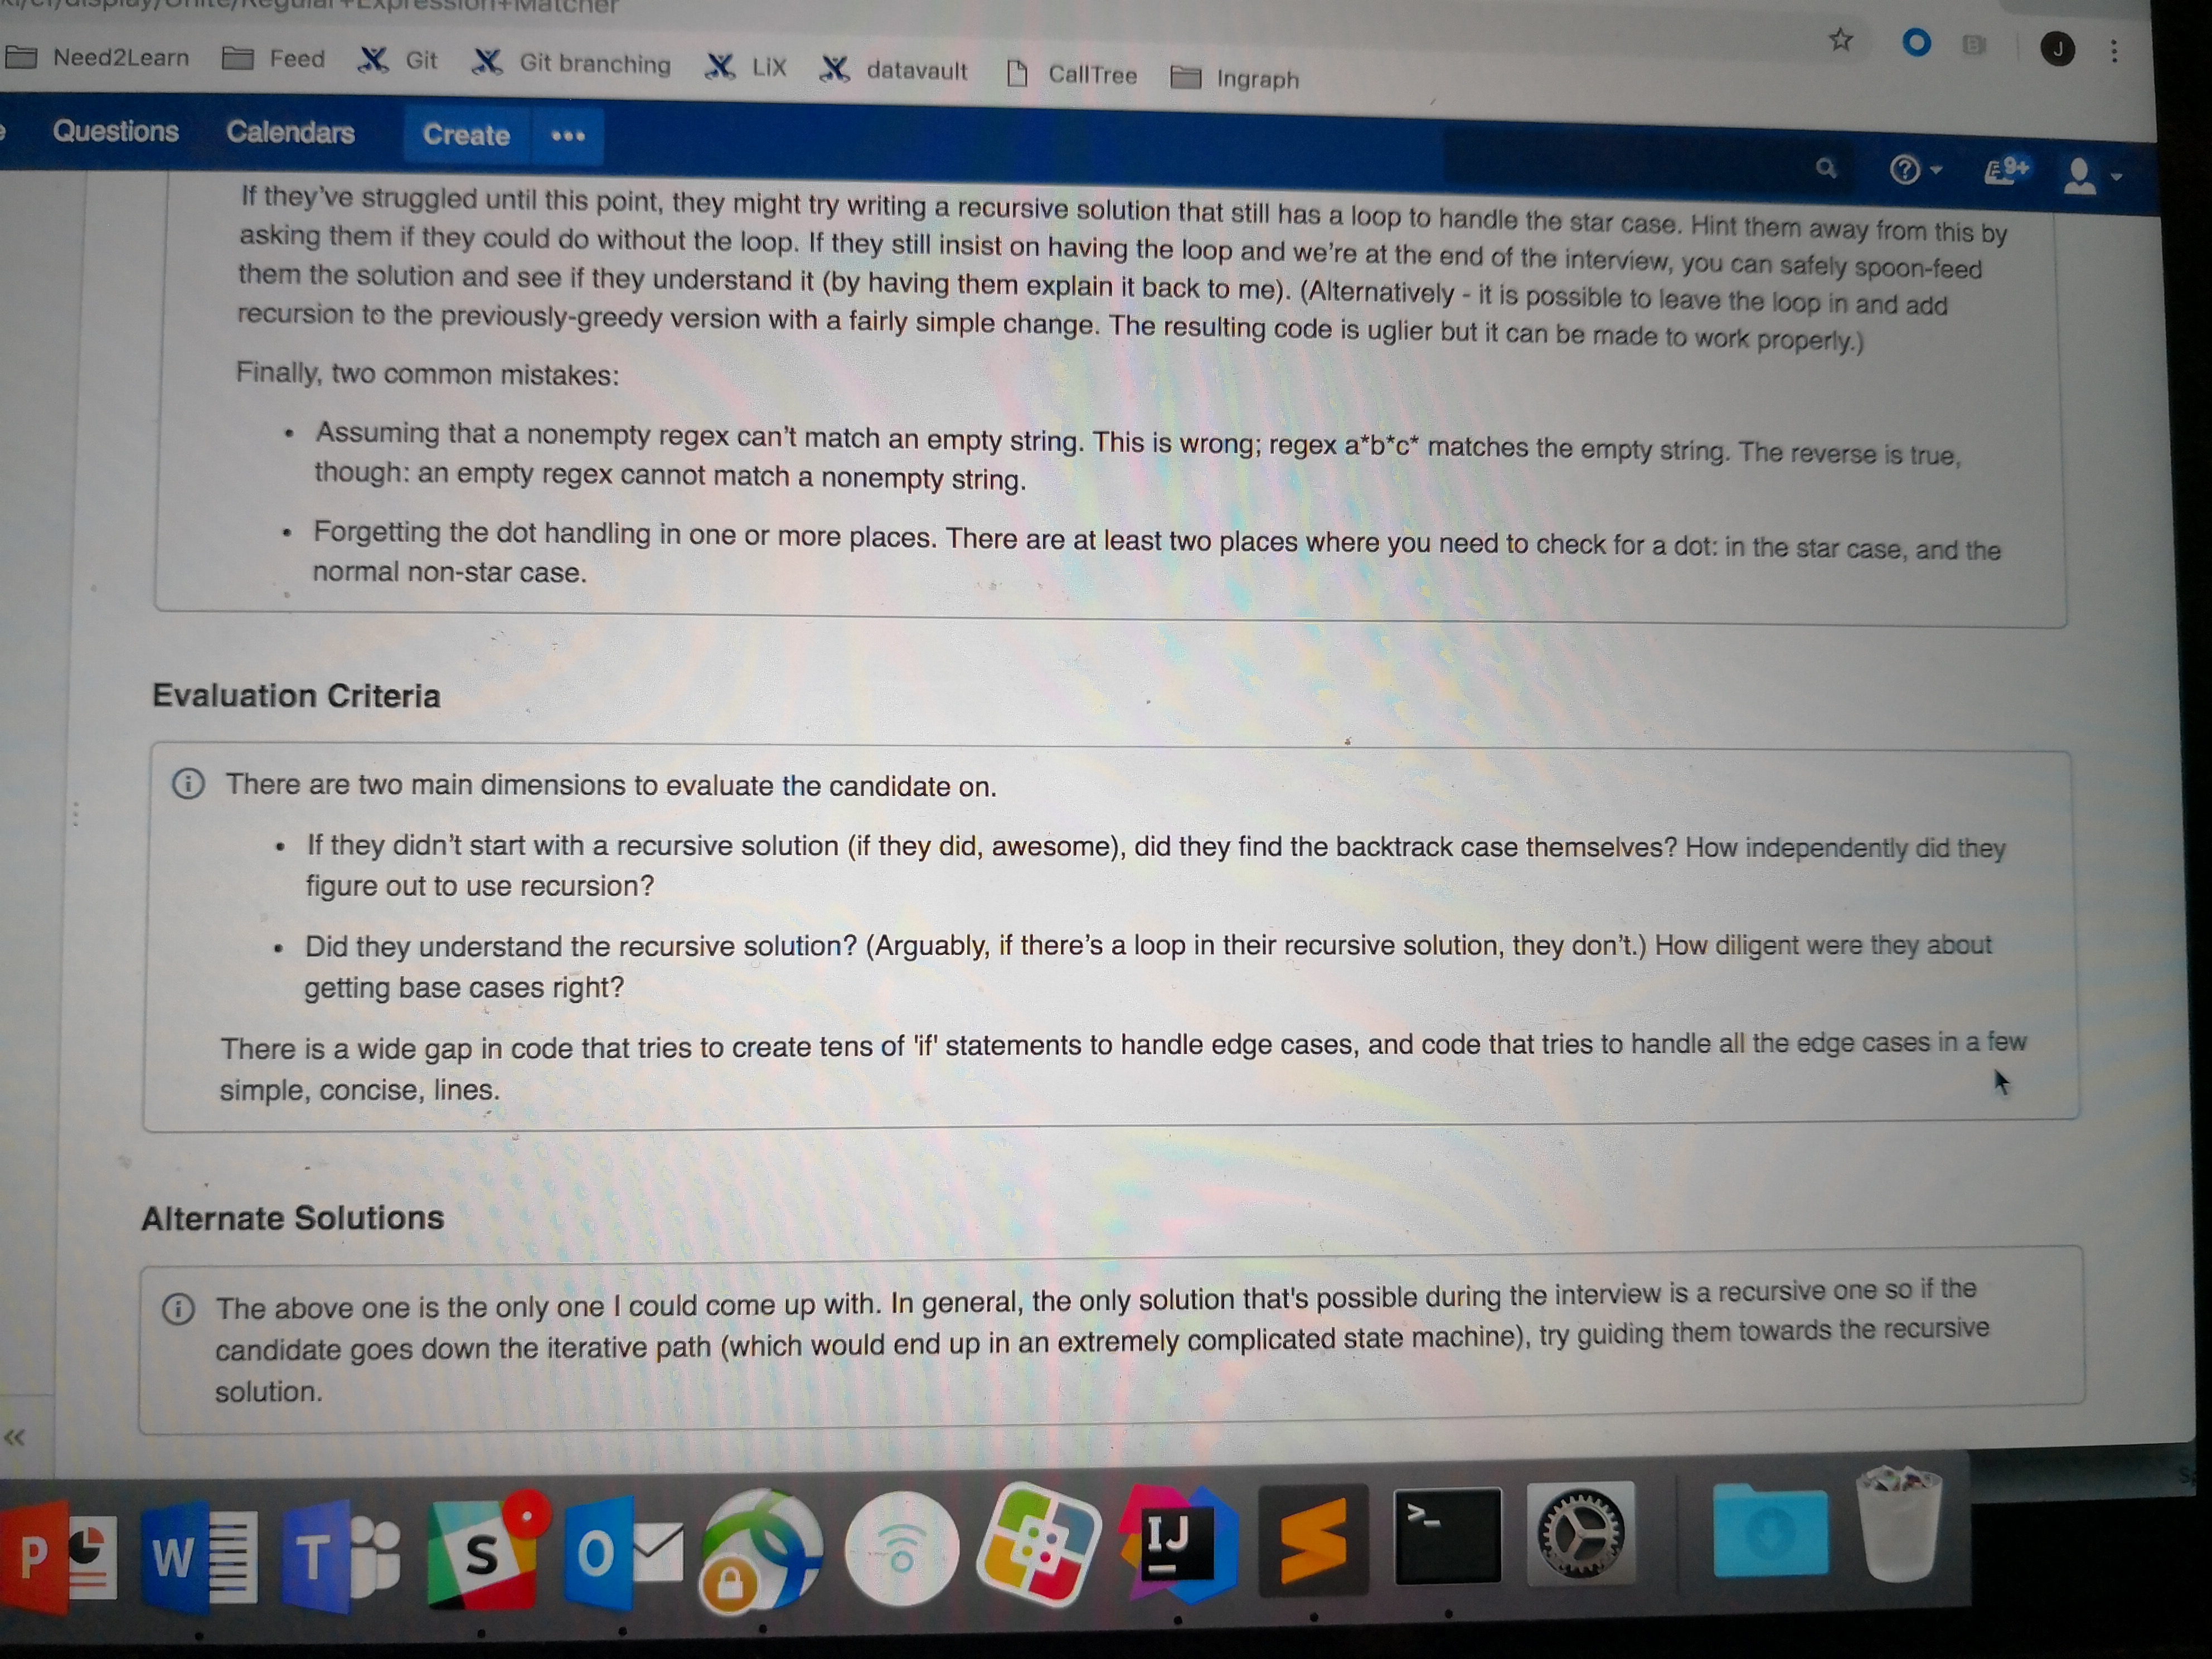 Regular+Expression+Matcher
Need2Learn Feed Git Git branching LiX datavault CallTree Ingraph J
Questions Calendars Create ••• 9+
If they've struggled until this point, they might try writing a recursive solution that still has a loop to handle the star case. Hint them away from this by
asking them if they could do without the loop. If they still insist on having the loop and we're at the end of the interview, you can safely spoon-feed
them the solution and see if they understand it (by having them explain it back to me). (Alternatively - it is possible to leave the loop in and add
recursion to the previously-greedy version with a fairly simple change. The resulting code is uglier but it can be made to work properly.)
Finally, two common mistakes:
• Assuming that a nonempty regex can't match an empty string. This is wrong; regex a*b*c* matches the empty string. The reverse is true,
though: an empty regex cannot match a nonempty string.
• Forgetting the dot handling in one or more places. There are at least two places where you need to check for a dot: in the star case, and the
normal non-star case.
Evaluation Criteria
There are two main dimensions to evaluate the candidate on.
• If they didn't start with a recursive solution (if they did, awesome), did they find the backtrack case themselves? How independently did they
figure out to use recursion?
• Did they understand the recursive solution? (Arguably, if there's a loop in their recursive solution, they don't.) How diligent were they about
getting base cases right?
There is a wide gap in code that tries to create tens of 'if' statements to handle edge cases, and code that tries to handle all the edge cases in a few
simple, concise, lines.
Alternate Solutions
The above one is the only one I could come up with. In general, the only solution that's possible during the interview is a recursive one so if the
candidate goes down the iterative path (which would end up in an extremely complicated state machine), try guiding them towards the recursive
solution.
P W T S O IJ >_